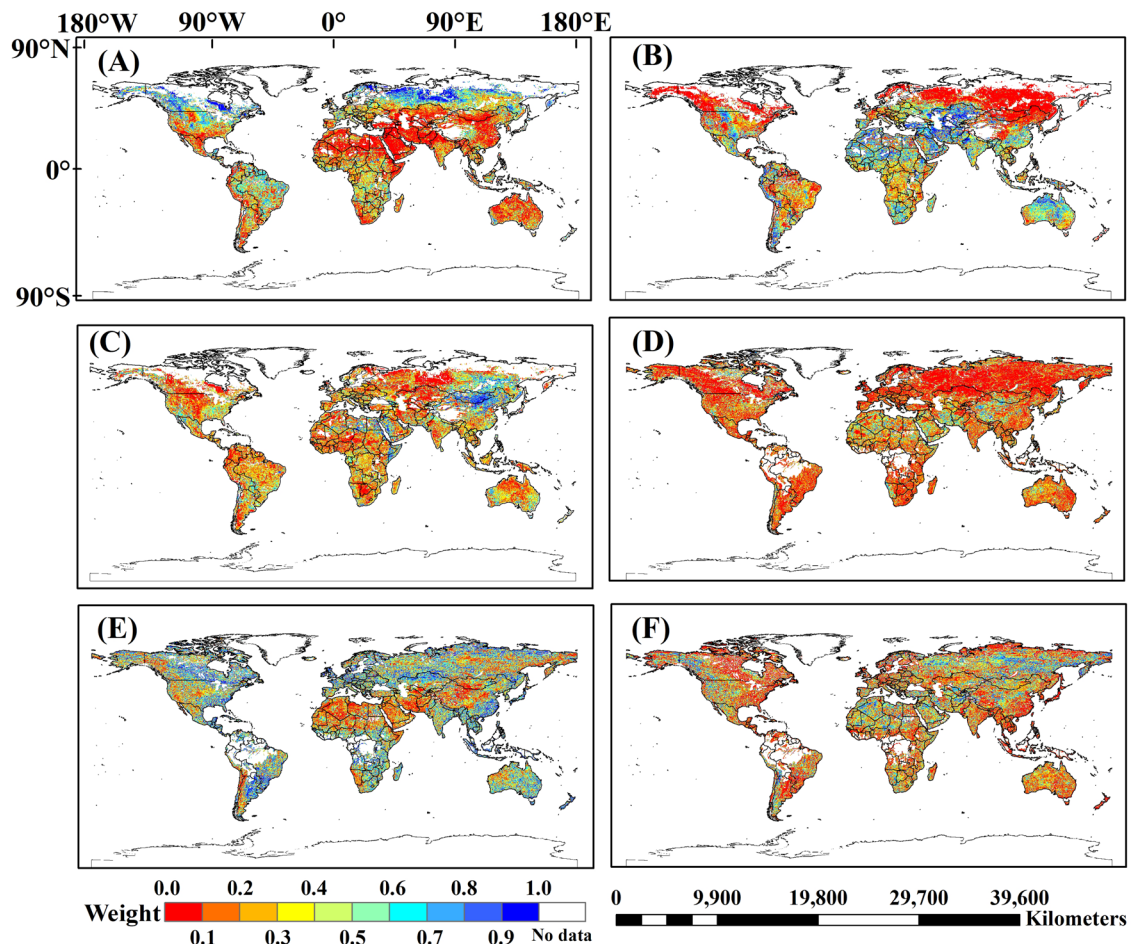 180°W 90°W 0° 90°E 180°E
90°N
0°
90°S
(A)
(B)
(C)
(D)
(E)
(F)
0.0 0.2 0.4 0.6 0.8 1.0
Weight
0.1 0.3 0.5 0.7 0.9 No data
0 9,900 19,800 29,700 39,600
Kilometers